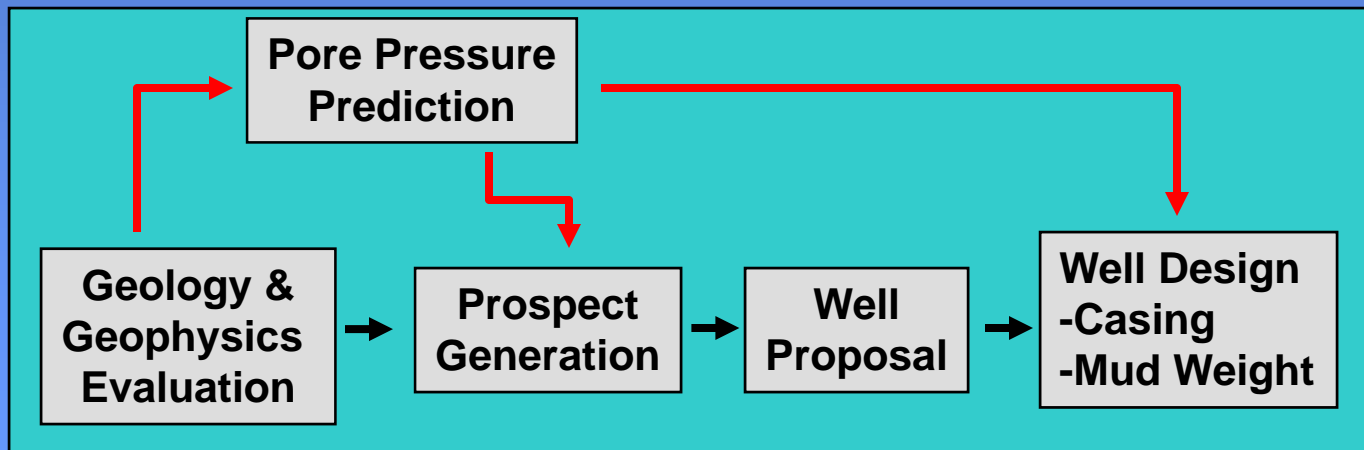 Pore Pressure
Prediction
Geology &
Geophysics
Evaluation
Prospect
Generation
Well
Proposal
Well Design
-Casing
-Mud Weight